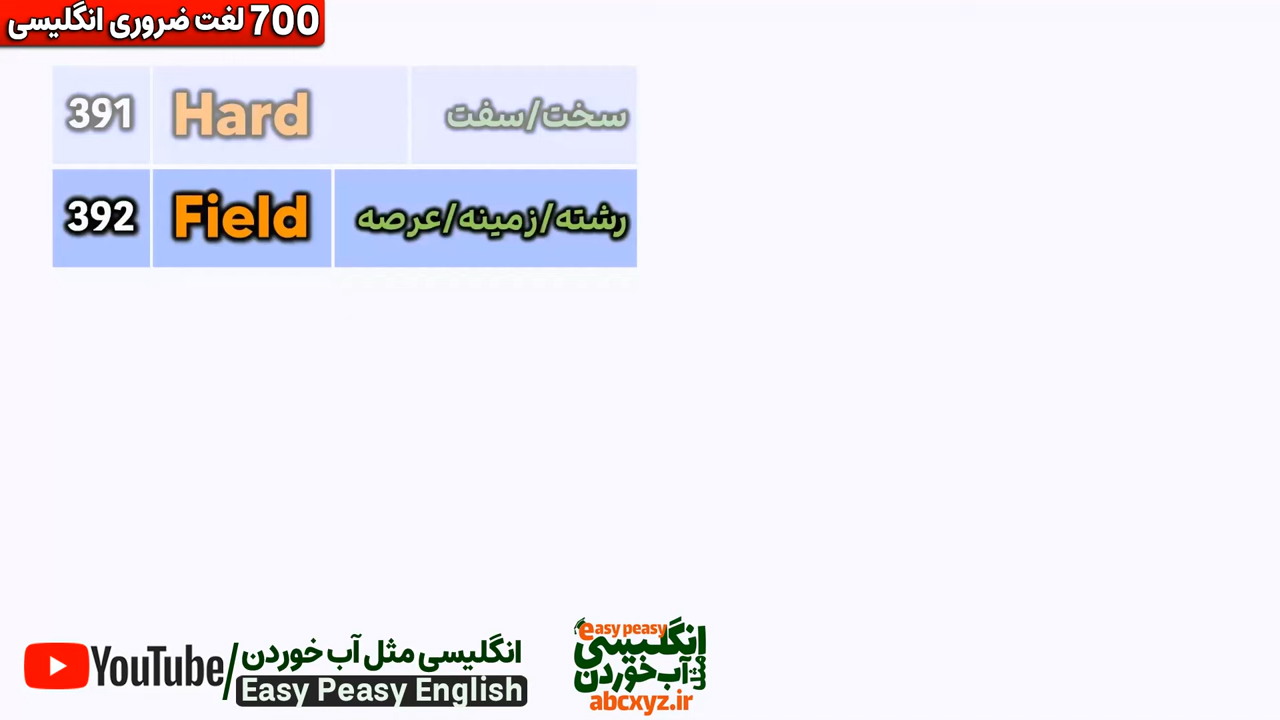 700 لغت ضروری انگلیسی
391 Hard سخت/سفت
392 Field رشته/زمینه/عرصه
YouTube/انگلیسی مثل آب خوردن
Easy Peasy English
easy peasy
انگلیسی
مثل آب خوردن
abcxyz.ir